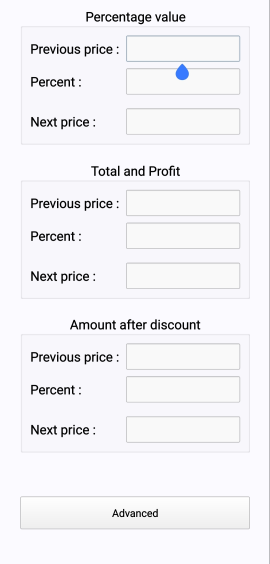 Percentage value
Previous price :
Percent :
Next price :
Total and Profit
Previous price :
Percent :
Next price :
Amount after discount
Previous price :
Percent :
Next price :
Advanced